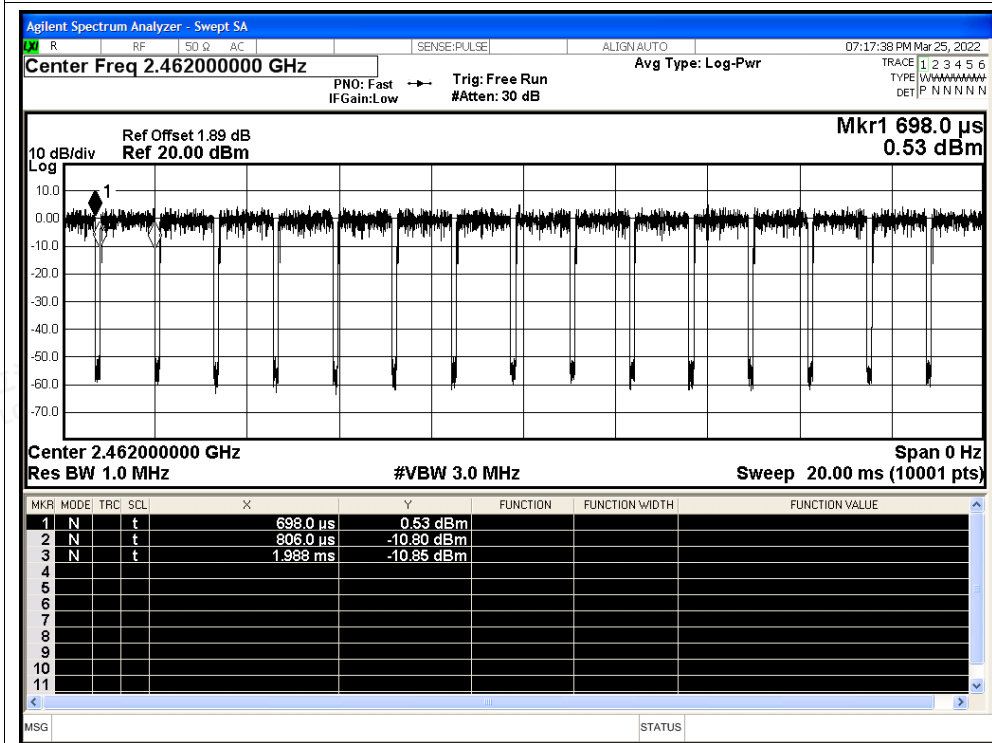 Agilent Spectrum Analyzer - Swept SA
LXI R RF 50 Ω AC SENSE:PULSE ALIGN AUTO 07:17:38 PM Mar 25, 2022
Center Freq 2.462000000 GHz
PNO: Fast
IFGain:Low
Trig: Free Run
#Atten: 30 dB
Avg Type: Log-Pwr
TRACE 1 2 3 4 5 6
TYPE W
DET P N N N N N
Mkr1 698.0 µs
0.53 dBm
Ref Offset 1.89 dB
10 dB/div Ref 20.00 dBm
Log
1
10.0
0.00
-10.0
-20.0
-30.0
-40.0
-50.0
-60.0
-70.0
Center 2.462000000 GHz Span 0 Hz
Res BW 1.0 MHz #VBW 3.0 MHz Sweep 20.00 ms (10001 pts)
MKR MODE TRC SCL X Y FUNCTION FUNCTION WIDTH FUNCTION VALUE
1 N t 698.0 µs 0.53 dBm
2 N t 806.0 µs -10.80 dBm
3 N t 1.988 ms -10.85 dBm
4
5
6
7
8
9
10
11
MSG STATUS